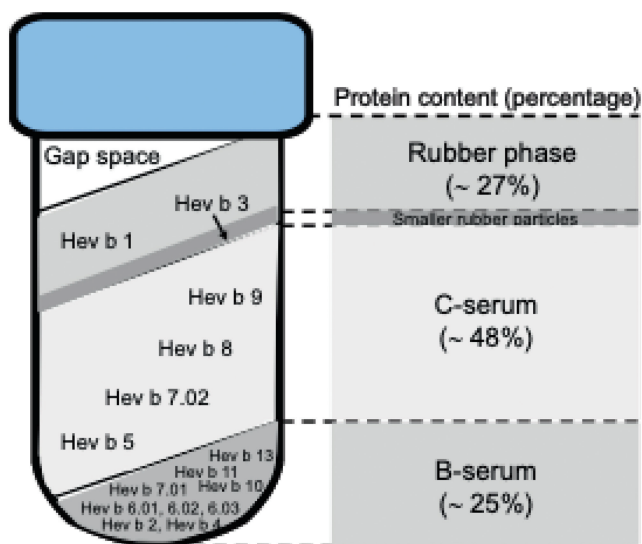 Protein content (percentage)
Gap space
Rubber phase
(~ 27%)
Hev b 3
Smaller rubber particles
Hev b 1
Hev b 9
C-serum
(~ 48%)
Hev b 8
Hev b 7.02
Hev b 5
Hev b 13
Hev b 11
Hev b 7.01
Hev b 10
B-serum
(~ 25%)
Hev b 6.01, 6.02, 6.03
Hev b 2, Hev b 4